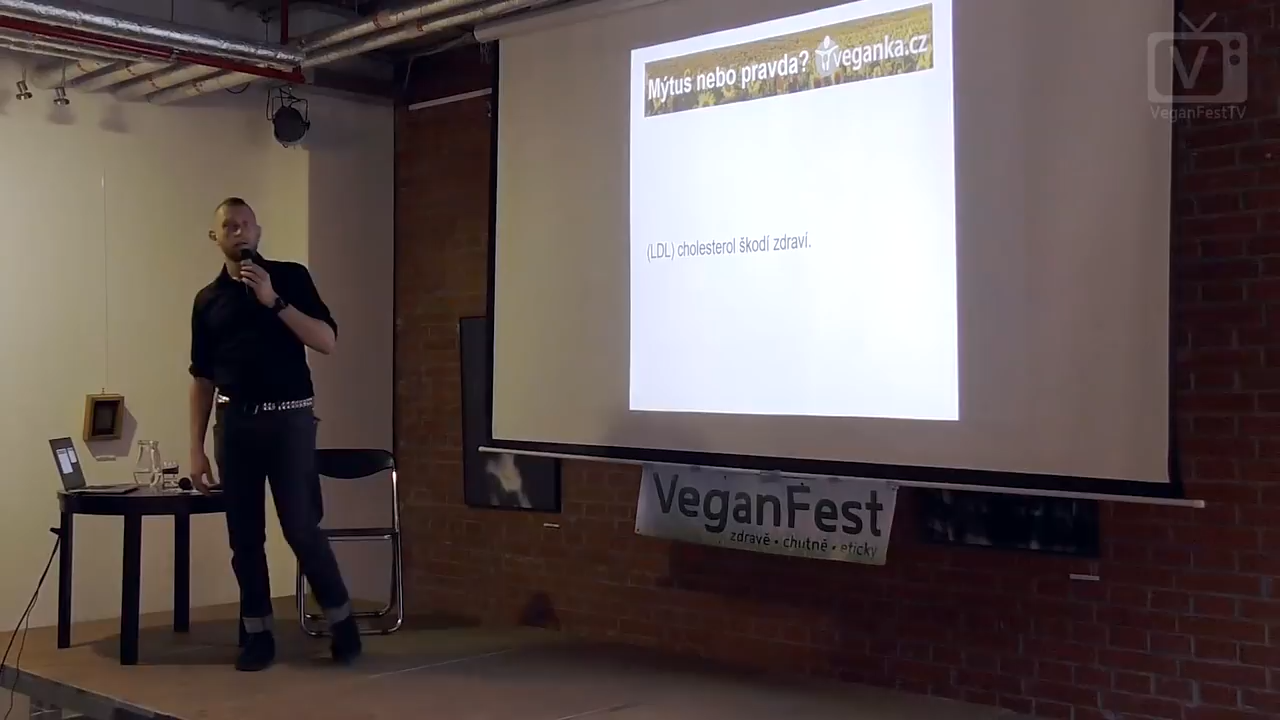 Mýtus nebo pravda? veganka.cz
(LDL) cholesterol škodí zdraví.
VeganFest
zdravě • chutně • eticky
V
VeganFestTV